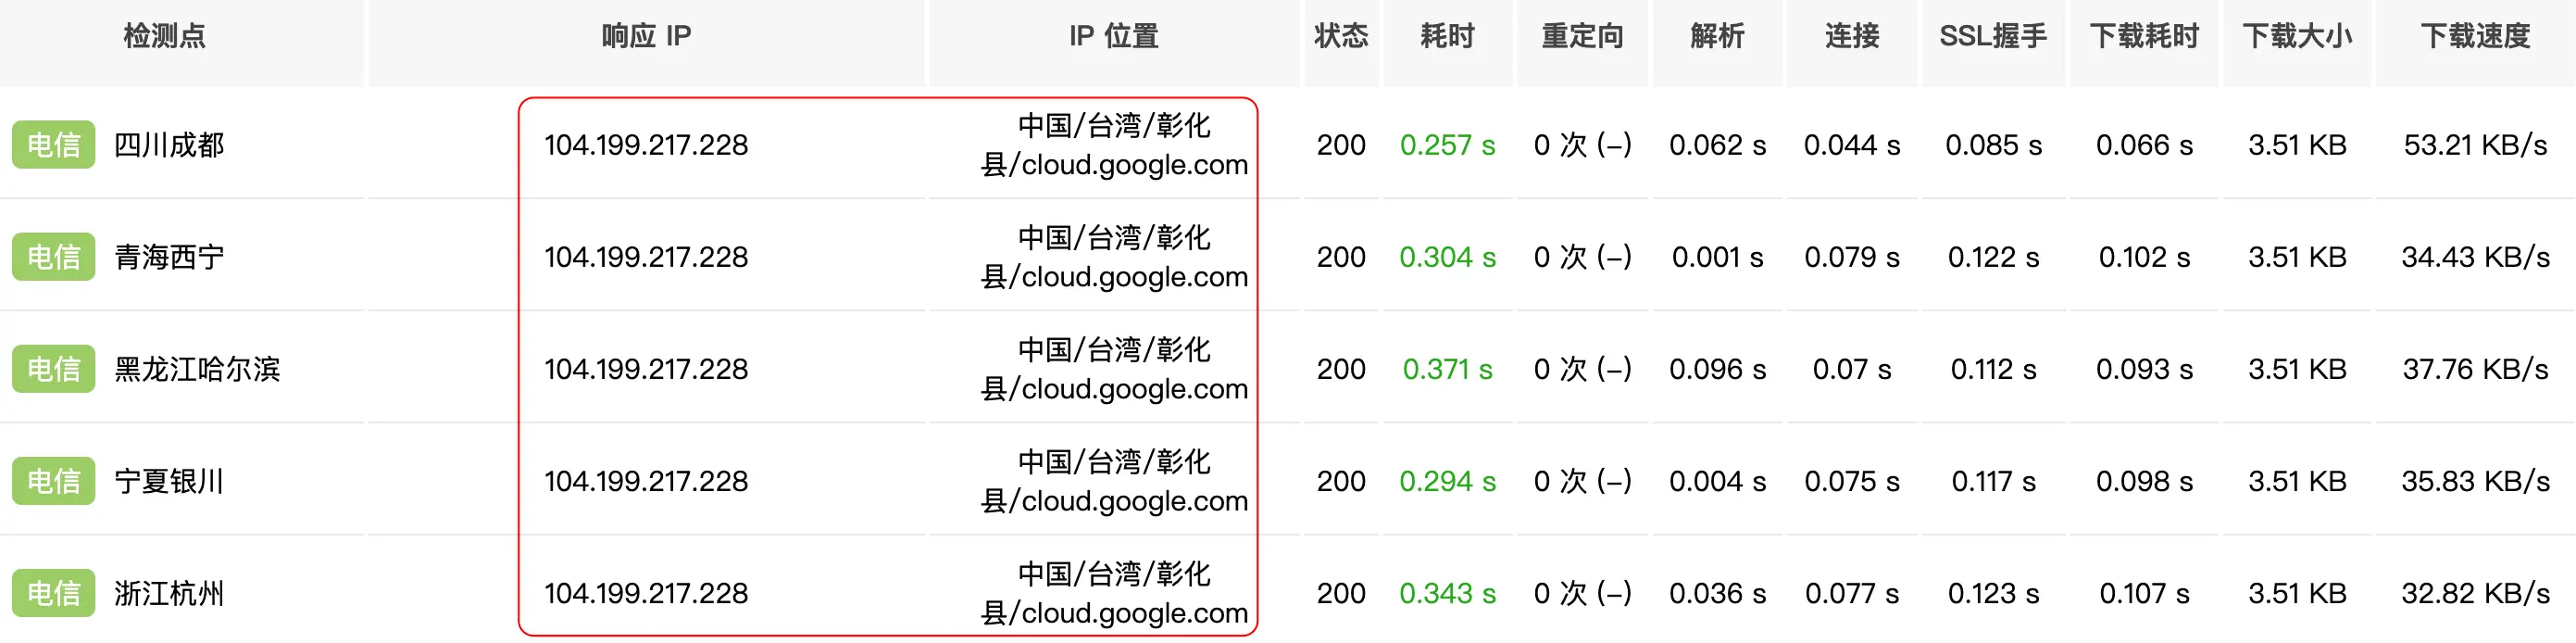 检测点 响应 IP IP 位置 状态 耗时 重定向 解析 连接 SSL握手 下载耗时 下载大小 下载速度
电信 四川成都 104.199.217.228 中国/台湾/彰化
县/cloud.google.com 200 0.257 s 0 次 (–) 0.062 s 0.044 s 0.085 s 0.066 s 3.51 KB 53.21 KB/s
电信 青海西宁 104.199.217.228 中国/台湾/彰化
县/cloud.google.com 200 0.304 s 0 次 (–) 0.001 s 0.079 s 0.122 s 0.102 s 3.51 KB 34.43 KB/s
电信 黑龙江哈尔滨 104.199.217.228 中国/台湾/彰化
县/cloud.google.com 200 0.371 s 0 次 (–) 0.096 s 0.07 s 0.112 s 0.093 s 3.51 KB 37.76 KB/s
电信 宁夏银川 104.199.217.228 中国/台湾/彰化
县/cloud.google.com 200 0.294 s 0 次 (–) 0.004 s 0.075 s 0.117 s 0.098 s 3.51 KB 35.83 KB/s
电信 浙江杭州 104.199.217.228 中国/台湾/彰化
县/cloud.google.com 200 0.343 s 0 次 (–) 0.036 s 0.077 s 0.123 s 0.107 s 3.51 KB 32.82 KB/s